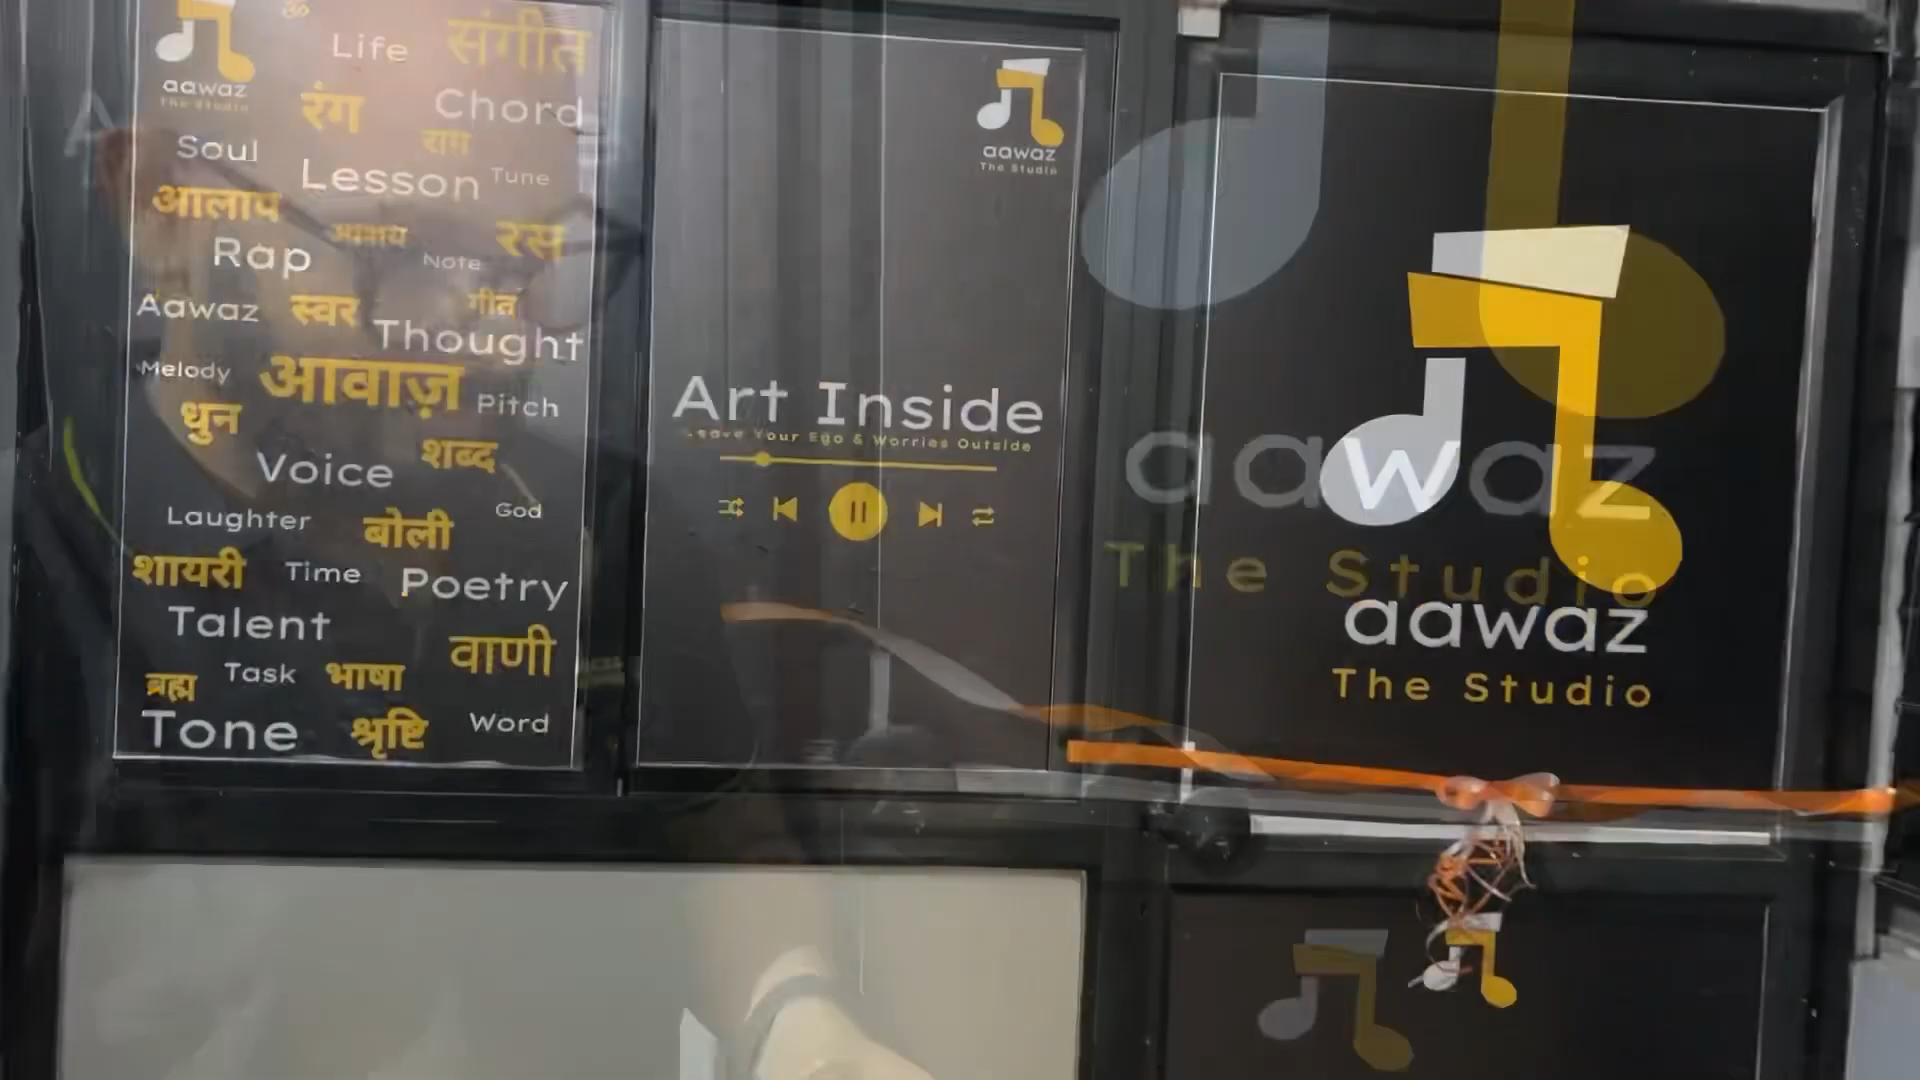 aawaz
The Studio
ॐ
Life संगीत
रंग Chord
राग
Soul Lesson Tune
आलाप रस
Rap Note
Aawaz स्वर गीत
Thought
Melody आवाज़ Pitch
धुन शब्द
Voice
Laughter बोली God
शायरी Time Poetry
Talent वाणी
ब्रह्म Task भाषा
Tone श्रृष्टि Word
aawaz
The Studio
Art Inside
Leave Your Ego & Worries Outside
aawaz
The Studio
aawaz
The Studio